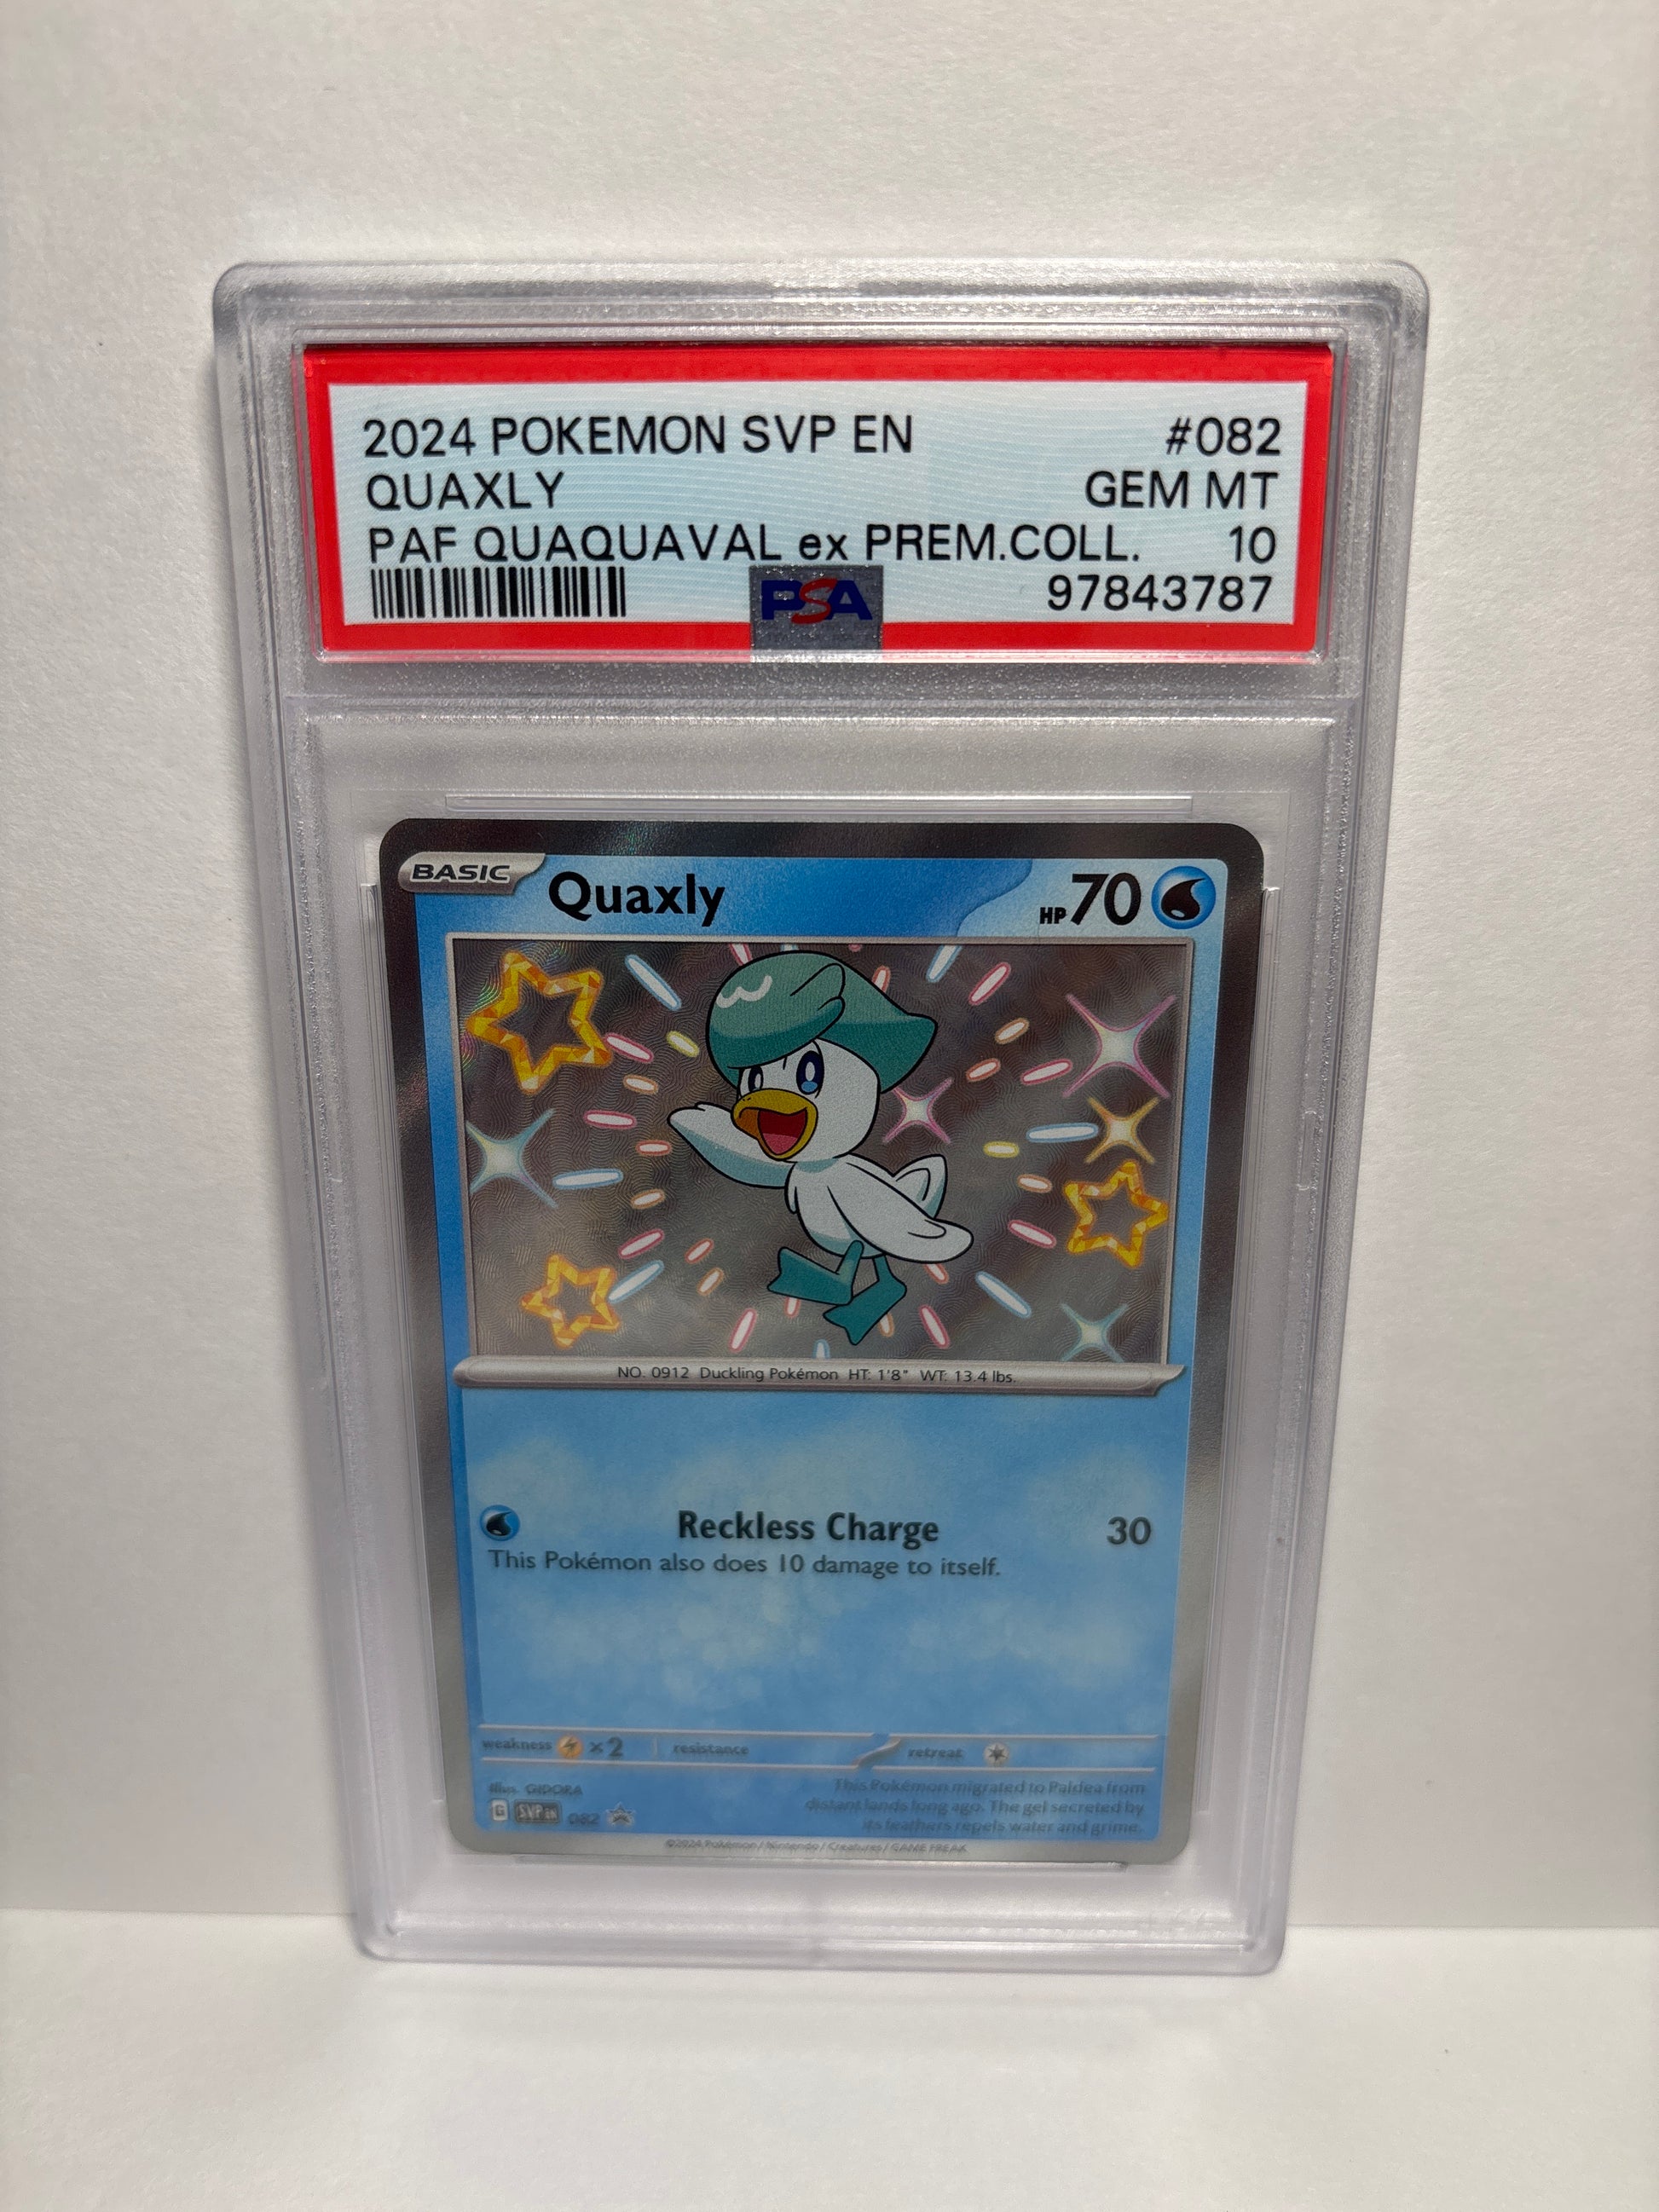 2024 POKEMON SVP EN #082
QUAXLY GEM MT
PAF QUAQUAVAL ex PREM.COLL. 10
PSA 97843787
BASIC Quaxly HP 70
NO. 0912 Duckling Pokémon HT: 1'8" WT: 13.4 lbs.
Reckless Charge 30
This Pokémon also does 10 damage to itself.
weakness ×2 resistance retreat
Illus. GIDORA
This Pokémon migrated to Paldea from
distant lands long ago. The gel secreted by
its feathers repels water and grime.
G SVP EN 082
©2024 Pokémon / Nintendo / Creatures / GAME FREAK